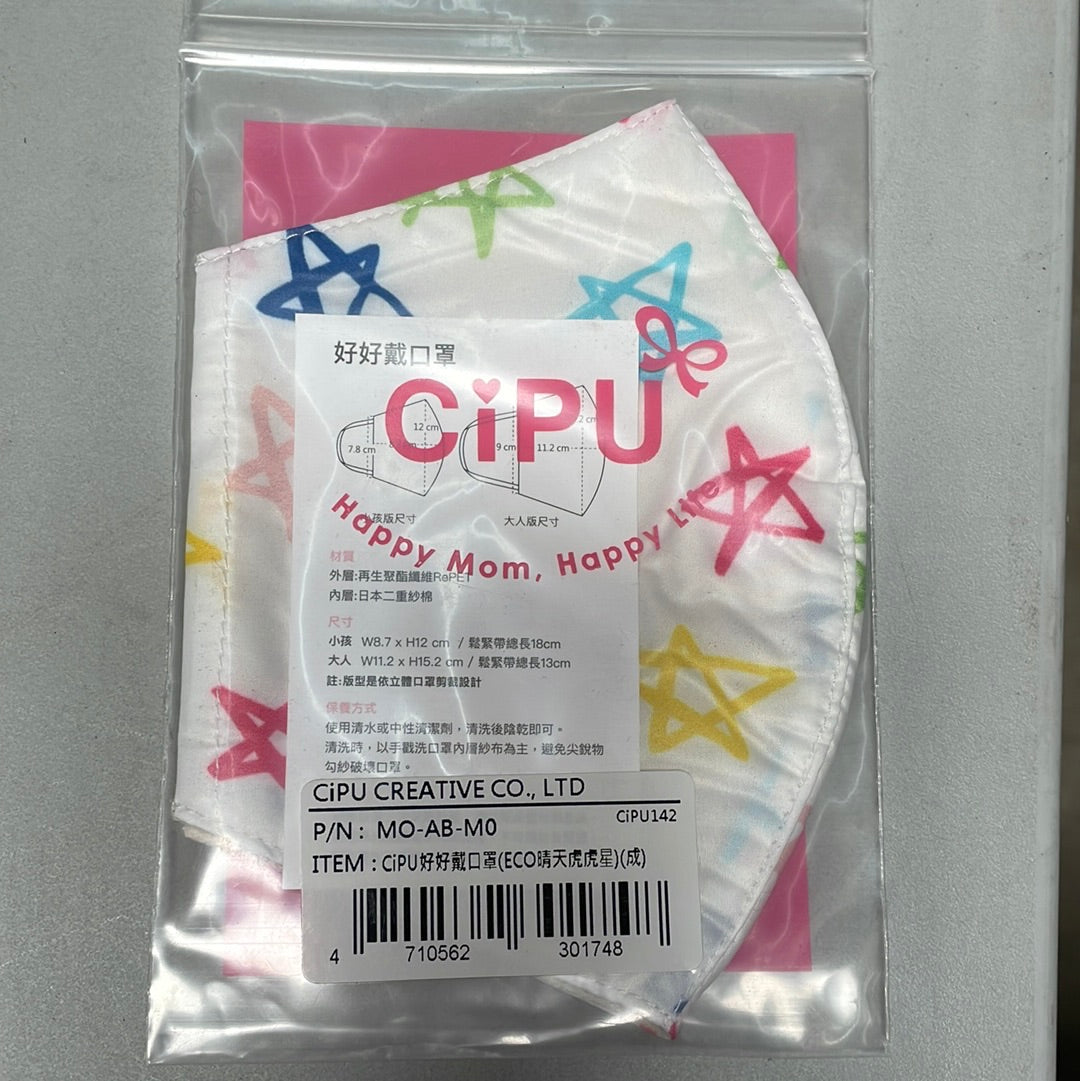 好好戴口罩
CiPU
12 cm
7.8 cm
9 cm
11.2 cm
2 cm
小孩版尺寸
大人版尺寸
Happy Mom, Happy Life
材質
外層:再生聚酯纖維RePET
內層:日本二重紗棉
尺寸
小孩 W8.7 x H12 cm / 鬆緊帶總長18cm
大人 W11.2 x H15.2 cm / 鬆緊帶總長13cm
註:版型是依立體口罩剪裁設計
保養方式
使用清水或中性清潔劑，清洗後陰乾即可。
清洗時，以手戳洗口罩內層紗布為主，避免尖銳物
勾紗破壞口罩。
CiPU CREATIVE CO., LTD
CiPU142
P/N : MO-AB-M0
ITEM : CiPU好好戴口罩(ECO晴天虎虎星)(成)
4 710562 301748